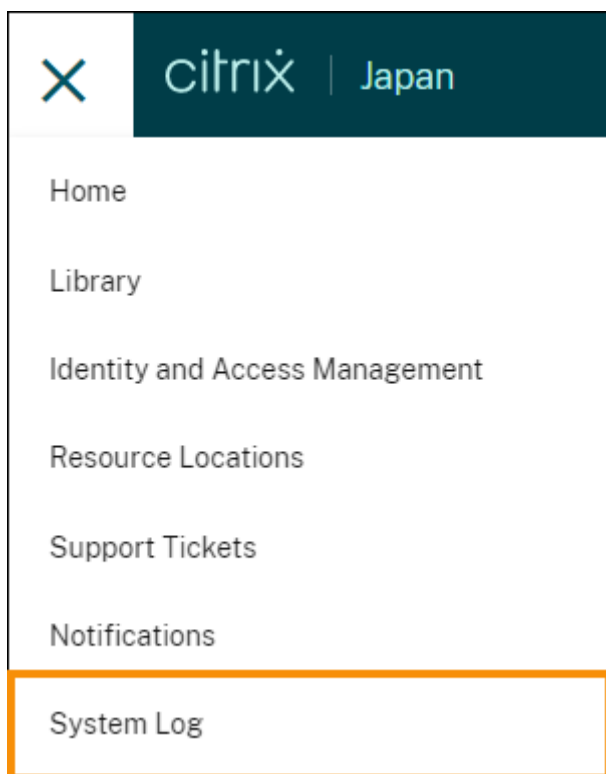 citrix | Japan
Home
Library
Identity and Access Management
Resource Locations
Support Tickets
Notifications
System Log